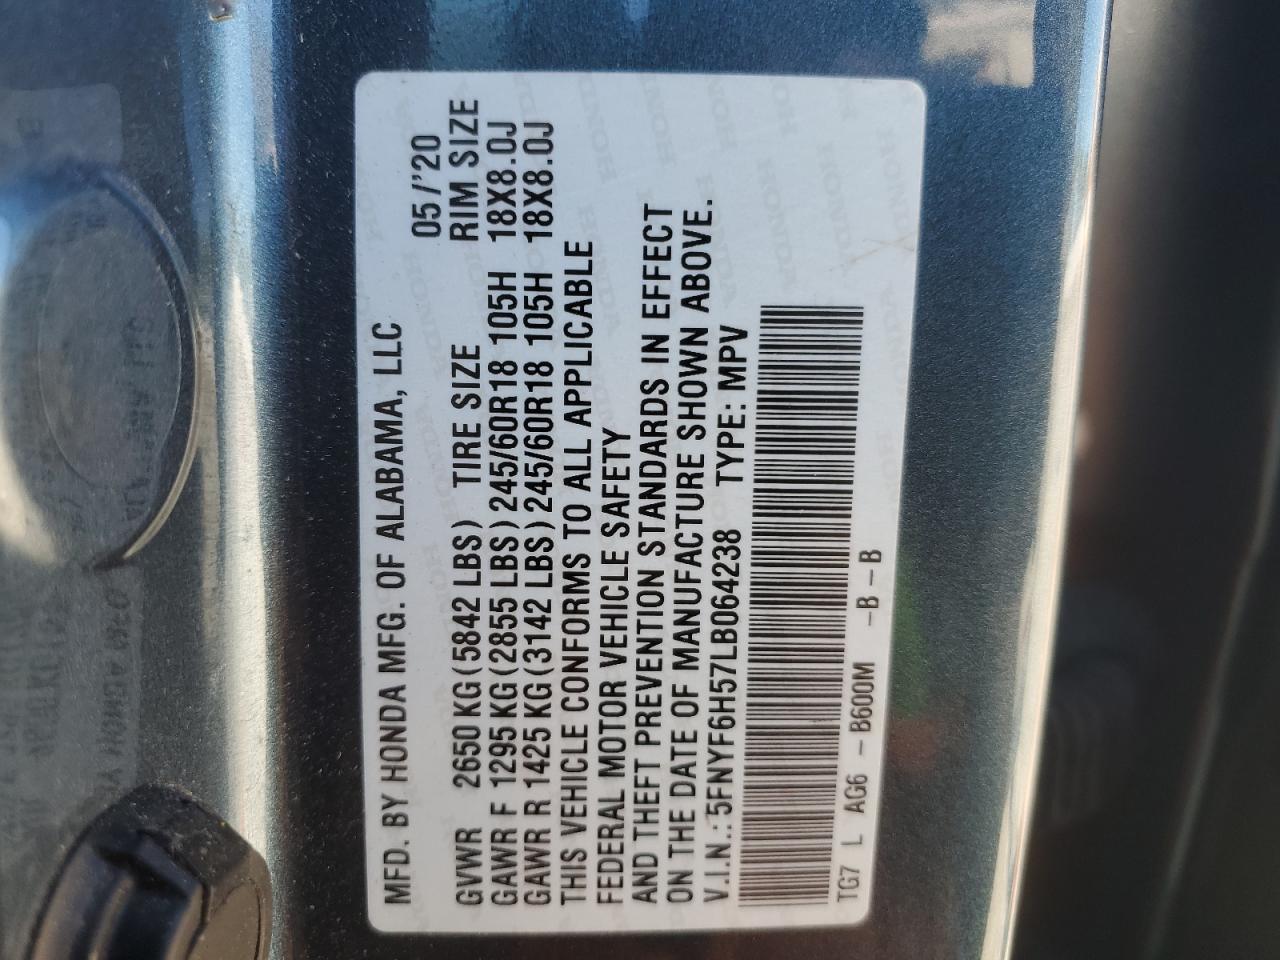 MFD. BY HONDA MFG. OF ALABAMA, LLC 05/'20
GVWR 2650 KG (5842 LBS) TIRE SIZE RIM SIZE
GAWR F 1295 KG (2855 LBS) 245/60R18 105H 18X8.0J
GAWR R 1425 KG (3142 LBS) 245/60R18 105H 18X8.0J
THIS VEHICLE CONFORMS TO ALL APPLICABLE
FEDERAL MOTOR VEHICLE SAFETY
AND THEFT PREVENTION STANDARDS IN EFFECT
ON THE DATE OF MANUFACTURE SHOWN ABOVE.
V.I.N.: 5FNYF6H57LB064238 TYPE: MPV
TG7 L AG6 - B600M -B - B